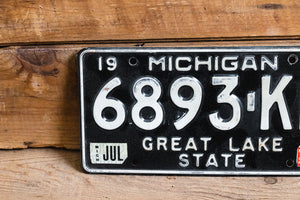 19 MICHIGAN
6893·K
JUL
GREAT LAKE
STATE